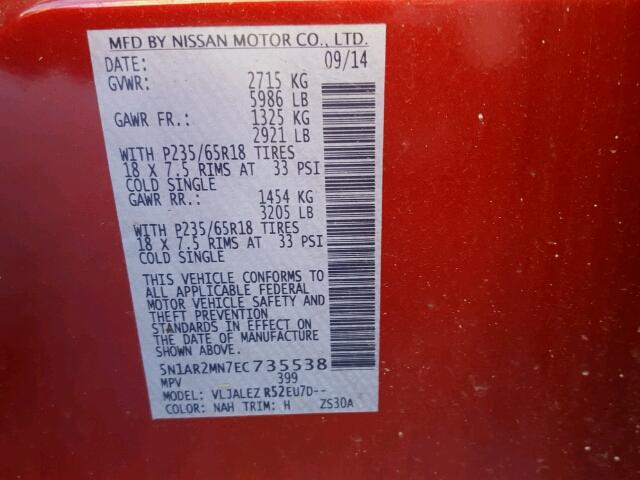 MFD BY NISSAN MOTOR CO., LTD.
DATE: 09/14
GVWR: 2715 KG
5986 LB
GAWR FR.: 1325 KG
2921 LB
WITH P235/65R18 TIRES
18 X 7.5 RIMS AT 33 PSI
COLD SINGLE
GAWR RR.: 1454 KG
3205 LB
WITH P235/65R18 TIRES
18 X 7.5 RIMS AT 33 PSI
COLD SINGLE
THIS VEHICLE CONFORMS TO
ALL APPLICABLE FEDERAL
MOTOR VEHICLE SAFETY AND
THEFT PREVENTION
STANDARDS IN EFFECT ON
THE DATE OF MANUFACTURE
SHOWN ABOVE.
5N1AR2MN7EC735538
MPV 399
MODEL: VLJALEZ R52EU7D--
COLOR: NAH TRIM: H ZS30A